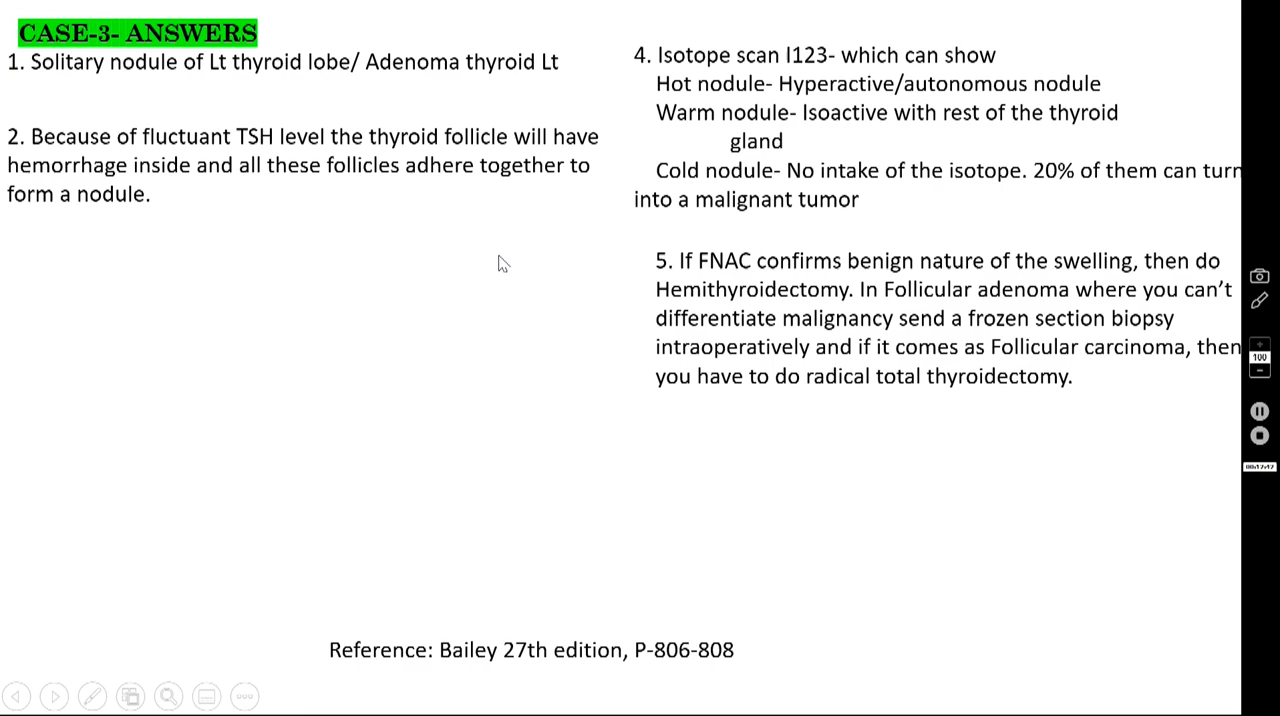 CASE-3- ANSWERS
1. Solitary nodule of Lt thyroid lobe/ Adenoma thyroid Lt
2. Because of fluctuant TSH level the thyroid follicle will have
hemorrhage inside and all these follicles adhere together to
form a nodule.
4. Isotope scan I123- which can show
Hot nodule- Hyperactive/autonomous nodule
Warm nodule- Isoactive with rest of the thyroid
gland
Cold nodule- No intake of the isotope. 20% of them can turn
into a malignant tumor
5. If FNAC confirms benign nature of the swelling, then do
Hemithyroidectomy. In Follicular adenoma where you can't
differentiate malignancy send a frozen section biopsy
intraoperatively and if it comes as Follicular carcinoma, then
you have to do radical total thyroidectomy.
Reference: Bailey 27th edition, P-806-808
100